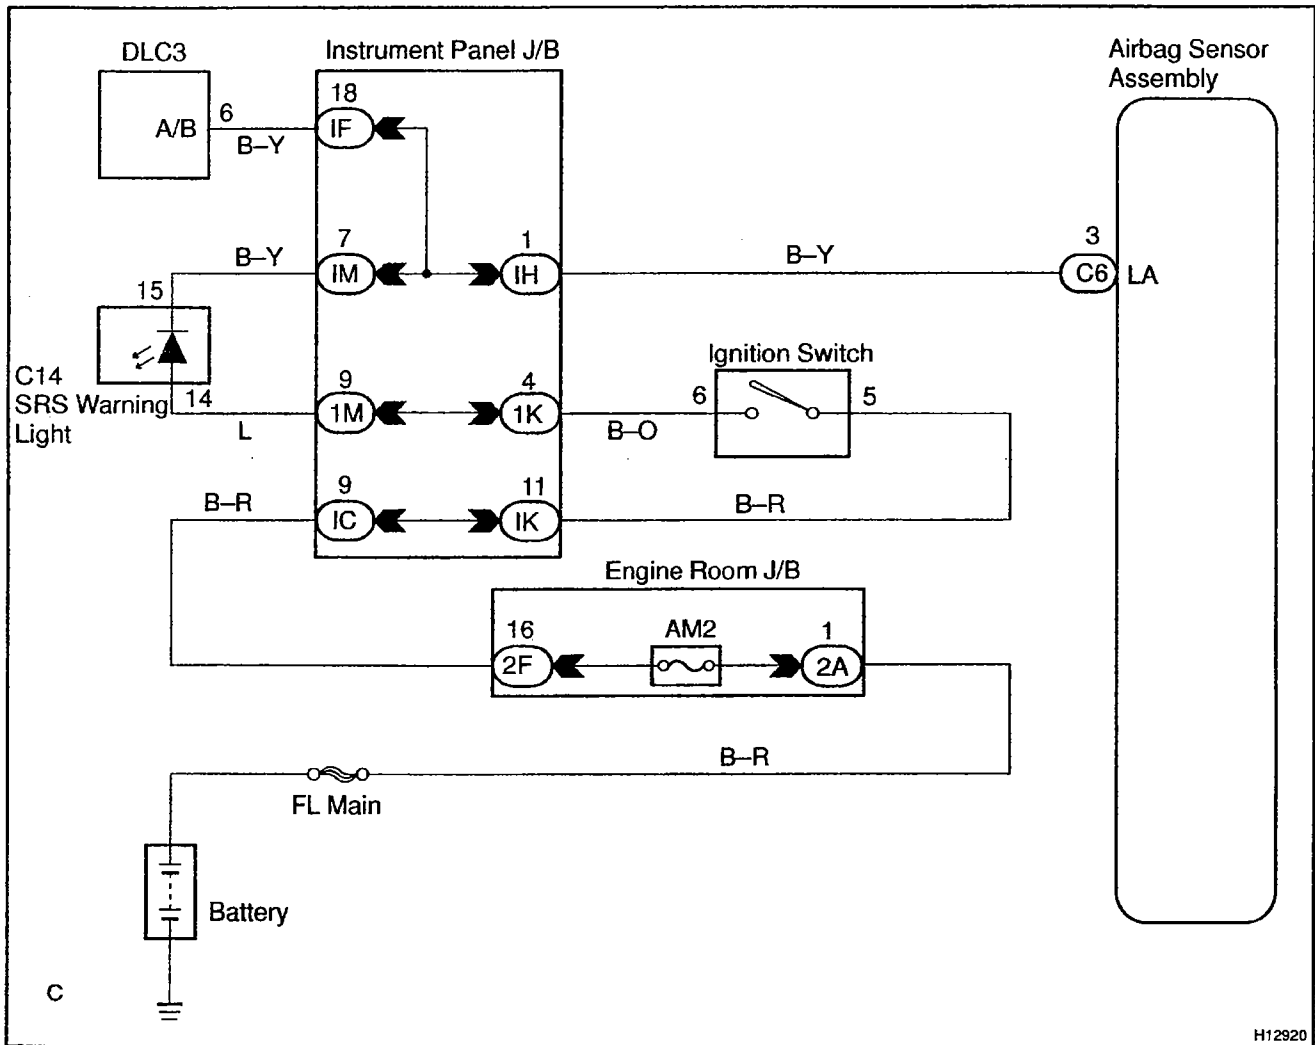 DLC3
Instrument Panel J/B
Airbag Sensor
Assembly
18
6
A/B
IF
B–Y
7
1
3
B–Y
IM
IH
B–Y
C6
LA
15
Ignition Switch
C14
SRS Warning
Light
14
9
4
6
5
1M
1K
L
B–O
9
11
B–R
IC
IK
B–R
Engine Room J/B
16
AM2
1
2F
2A
B–R
FL Main
Battery
C
H12920